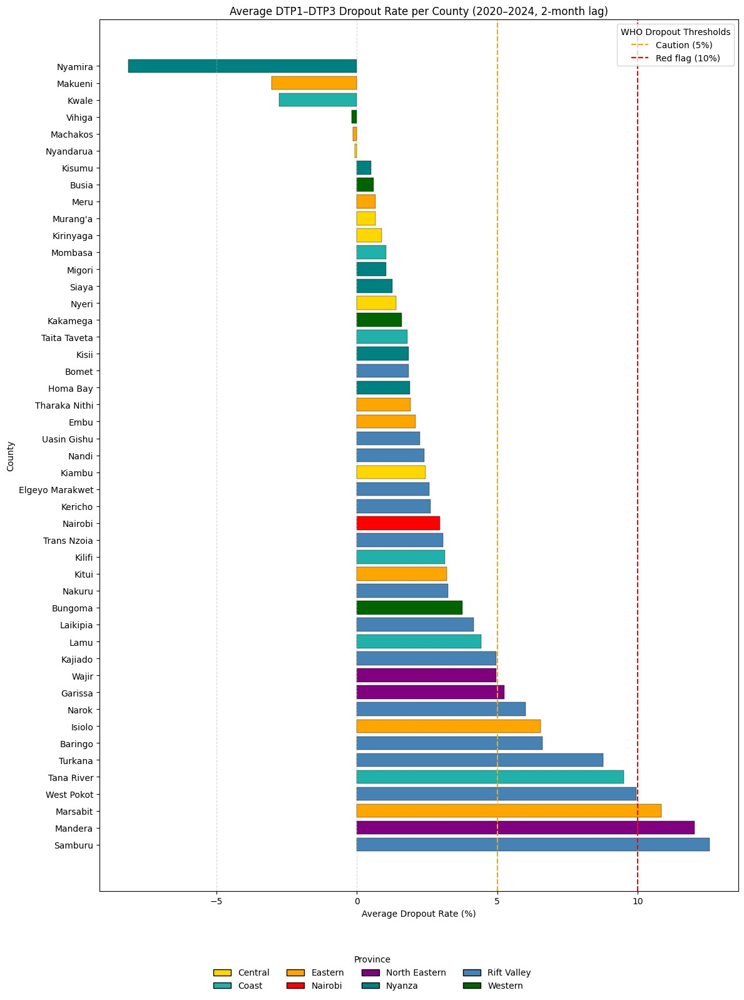 Average DTP1–DTP3 Dropout Rate per County (2020–2024, 2-month lag)
WHO Dropout Thresholds
Caution (5%)
Red flag (10%)
County
Nyamira
Makueni
Kwale
Vihiga
Machakos
Nyandarua
Kisumu
Busia
Meru
Murang'a
Kirinyaga
Mombasa
Migori
Siaya
Nyeri
Kakamega
Taita Taveta
Kisii
Bomet
Homa Bay
Tharaka Nithi
Embu
Uasin Gishu
Nandi
Kiambu
Elgeyo Marakwet
Kericho
Nairobi
Trans Nzoia
Kilifi
Kitui
Nakuru
Bungoma
Laikipia
Lamu
Kajiado
Wajir
Garissa
Narok
Isiolo
Baringo
Turkana
Tana River
West Pokot
Marsabit
Mandera
Samburu
−5 0 5 10
Average Dropout Rate (%)
Province
Central Eastern North Eastern Rift Valley
Coast Nairobi Nyanza Western